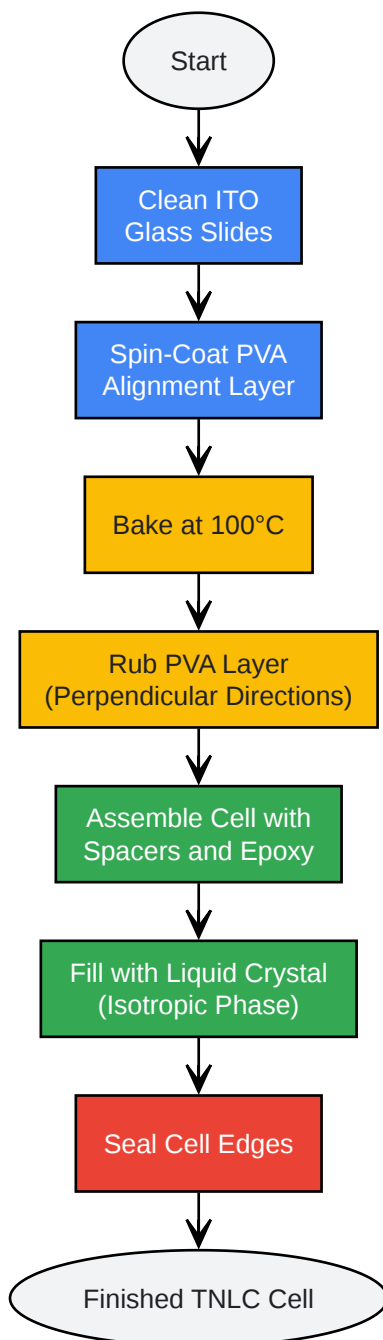 Start
Clean ITO
Glass Slides
Spin-Coat PVA
Alignment Layer
Bake at 100°C
Rub PVA Layer
(Perpendicular Directions)
Assemble Cell with
Spacers and Epoxy
Fill with Liquid Crystal
(Isotropic Phase)
Seal Cell Edges
Finished TNLC Cell